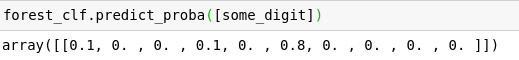 forest_clf.predict_proba([some_digit])
array([[0.1, 0. , 0. , 0.1, 0. , 0.8, 0. , 0. , 0. , 0. ]])